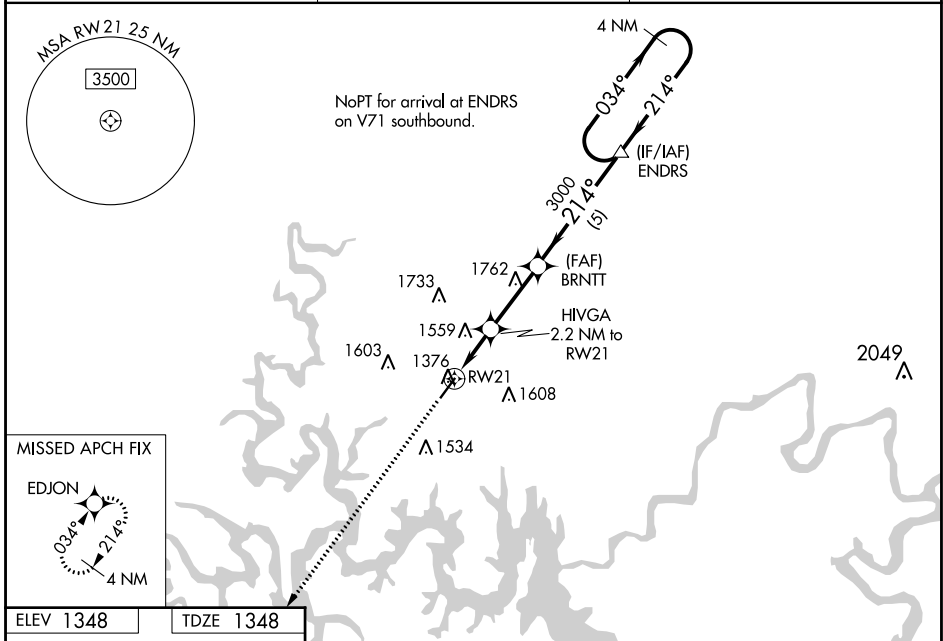 MSA RW21 25 NM
3500
NoPT for arrival at ENDRS
on V71 southbound.
4 NM
034°
214°
(IF/IAF)
ENDRS
3000
214°
(5)
(FAF)
BRNTT
1762
1733
HIVGA
2.2 NM to
RW21
1559
1603
1376
RW21
1608
2049
1534
MISSED APCH FIX
EDJON
034°
214°
4 NM
ELEV 1348
TDZE 1348